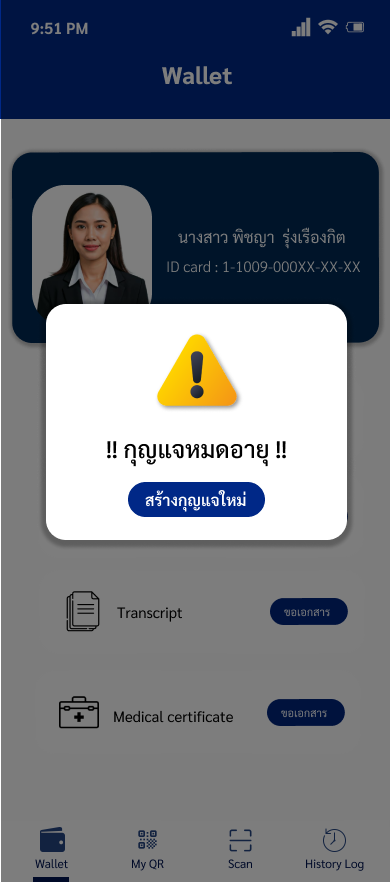 9:51 PM
Wallet
นางสาว พิชญา รุ่งเรืองกิต
ID card : 1-1009-000XX-XX-XX
!! กุญแจหมดอายุ !!
สร้างกุญแจใหม่
Transcript
ขอเอกสาร
Medical certificate
ขอเอกสาร
Wallet
My QR
Scan
History Log